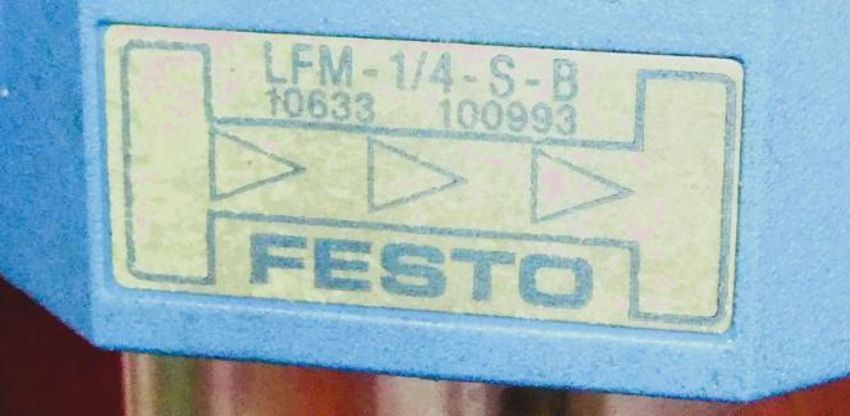 LFM-1/4-S-B
10633 100993
FESTO